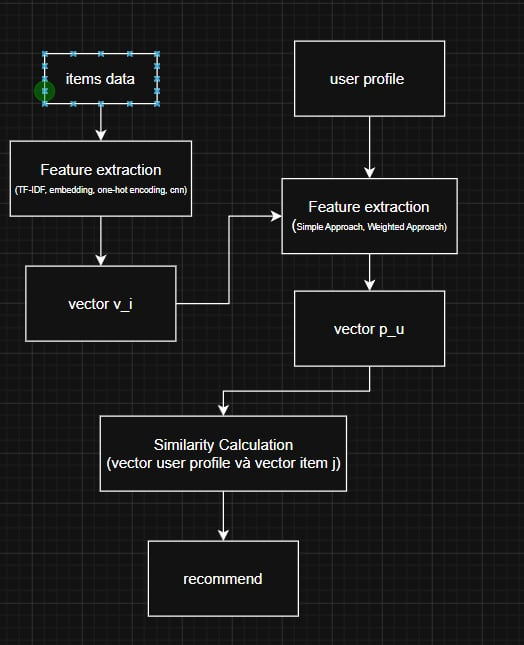 items data
user profile
Feature extraction
(TF-IDF, embedding, one-hot encoding, cnn)
Feature extraction
(Simple Approach, Weighted Approach)
vector v_i
vector p_u
Similarity Calculation
(vector user profile và vector item j)
recommend